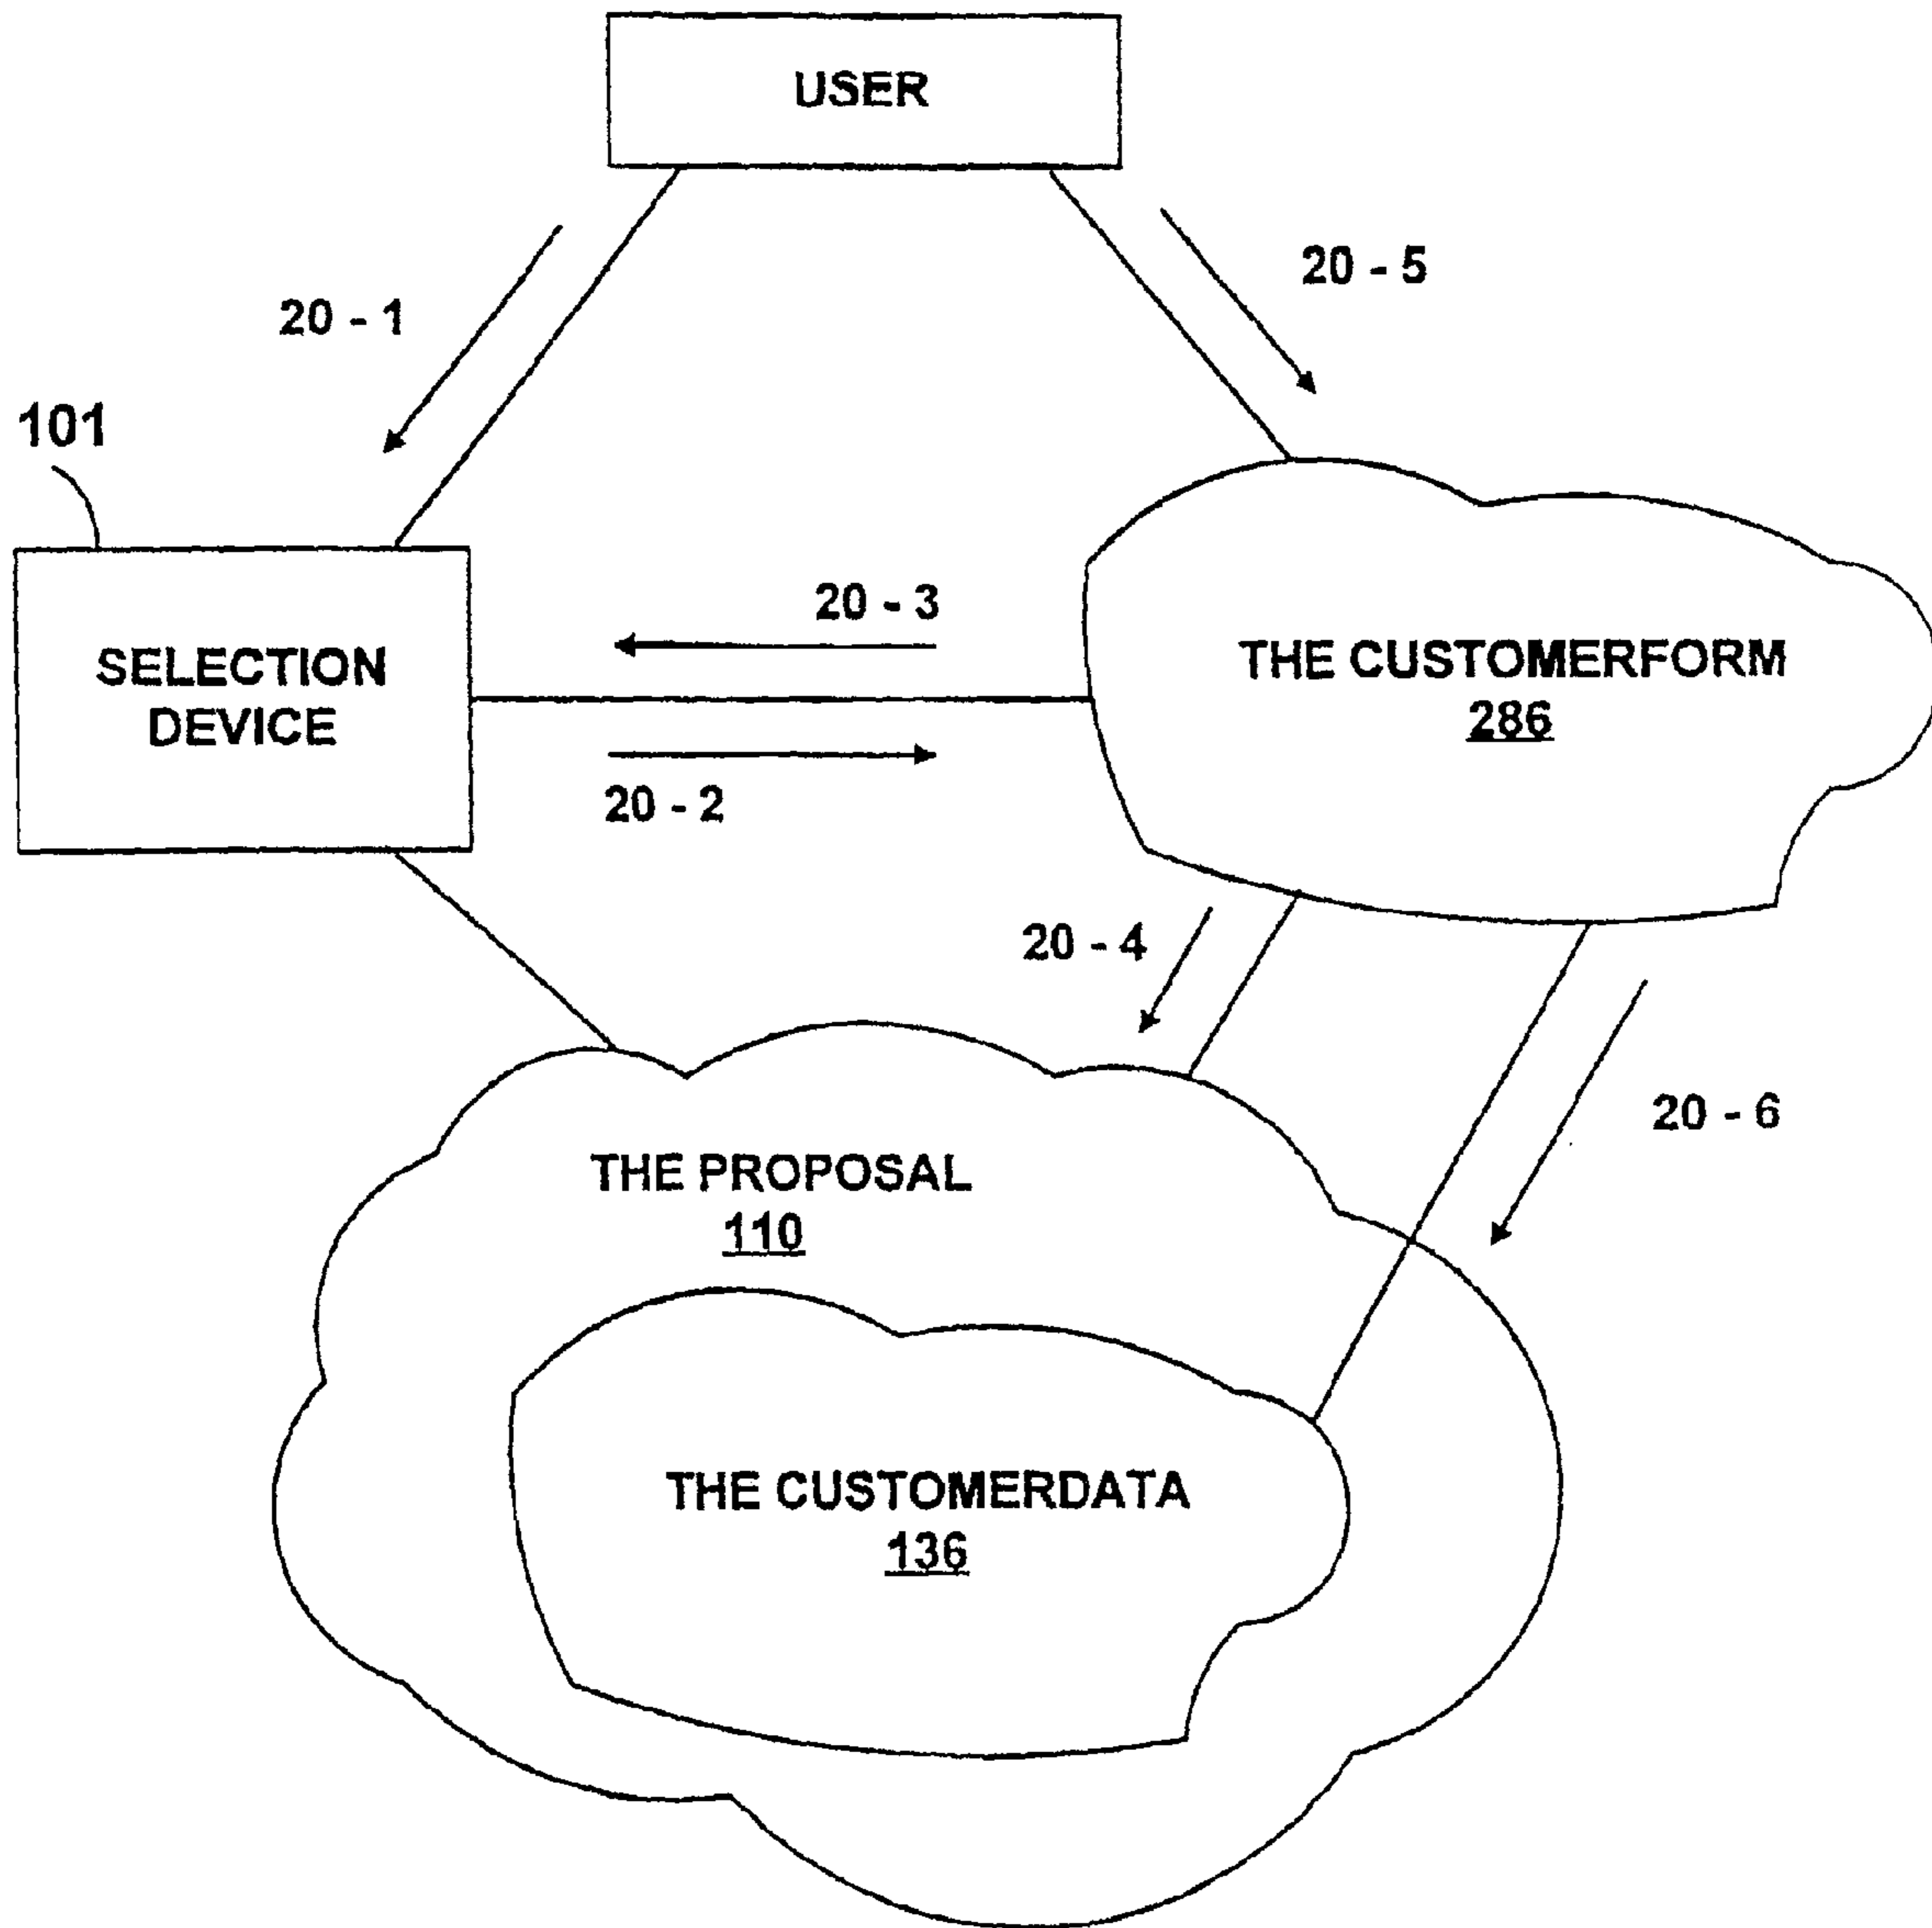 USER
20 - 1
20 - 5
101
SELECTION
DEVICE
20 - 3
20 - 2
THE CUSTOMERFORM
286
20 - 4
20 - 6
THE PROPOSAL
110
THE CUSTOMERDATA
136